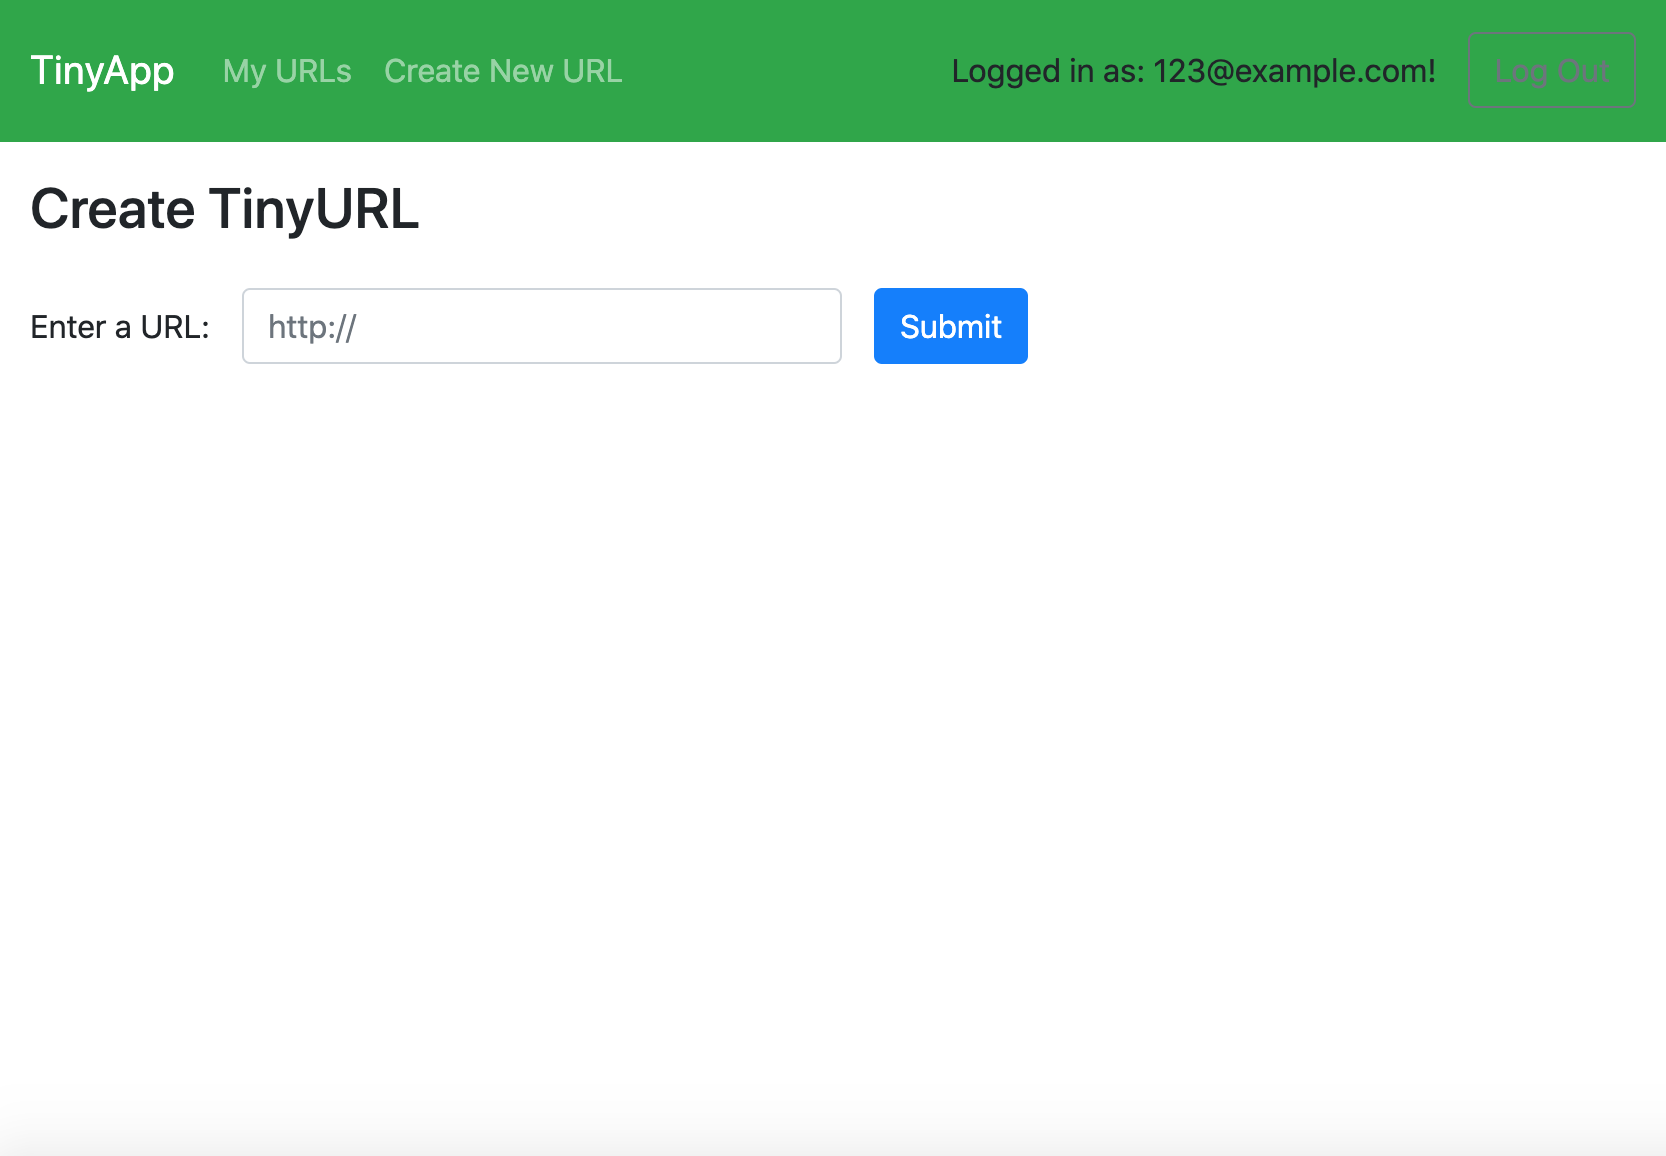 TinyApp My URLs Create New URL Logged in as: 123@example.com! Log Out
Create TinyURL
Enter a URL: http:// Submit